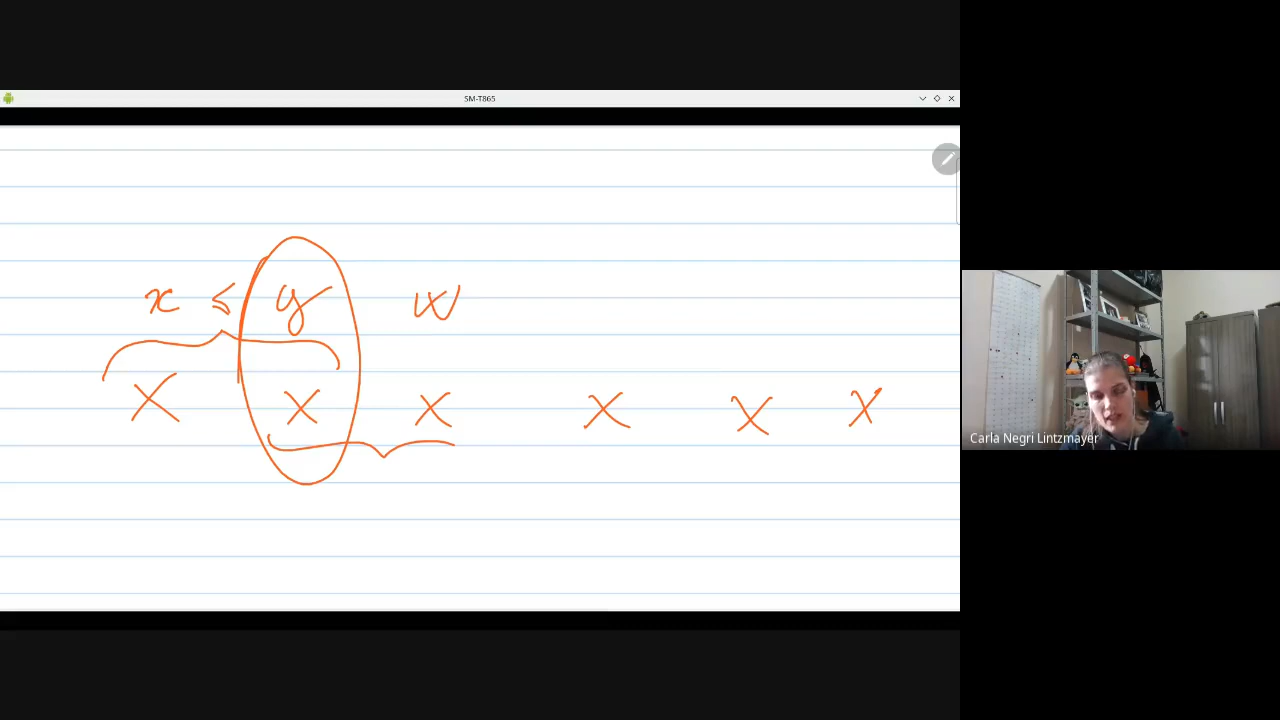 SM-T865
x ≤ y w
X X X X X X
Carla Negri Lintzmayer